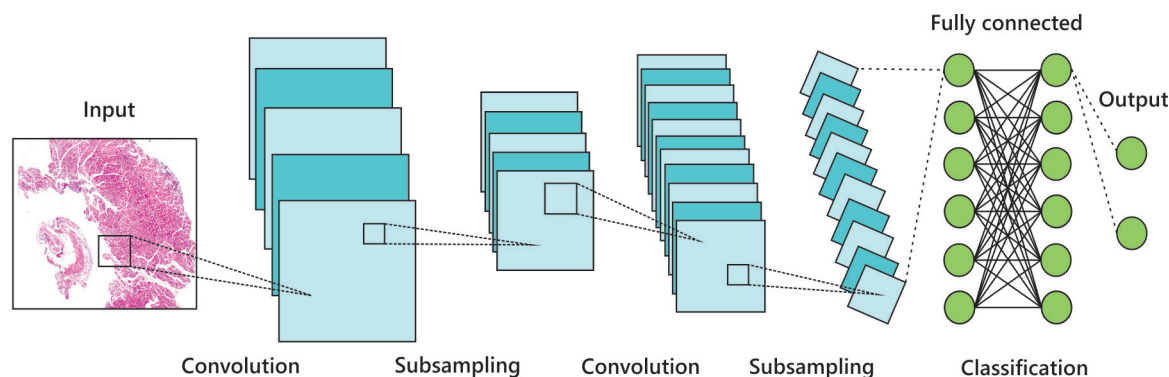 Fully connected
Input
Output
Convolution
Subsampling
Convolution
Subsampling
Classification